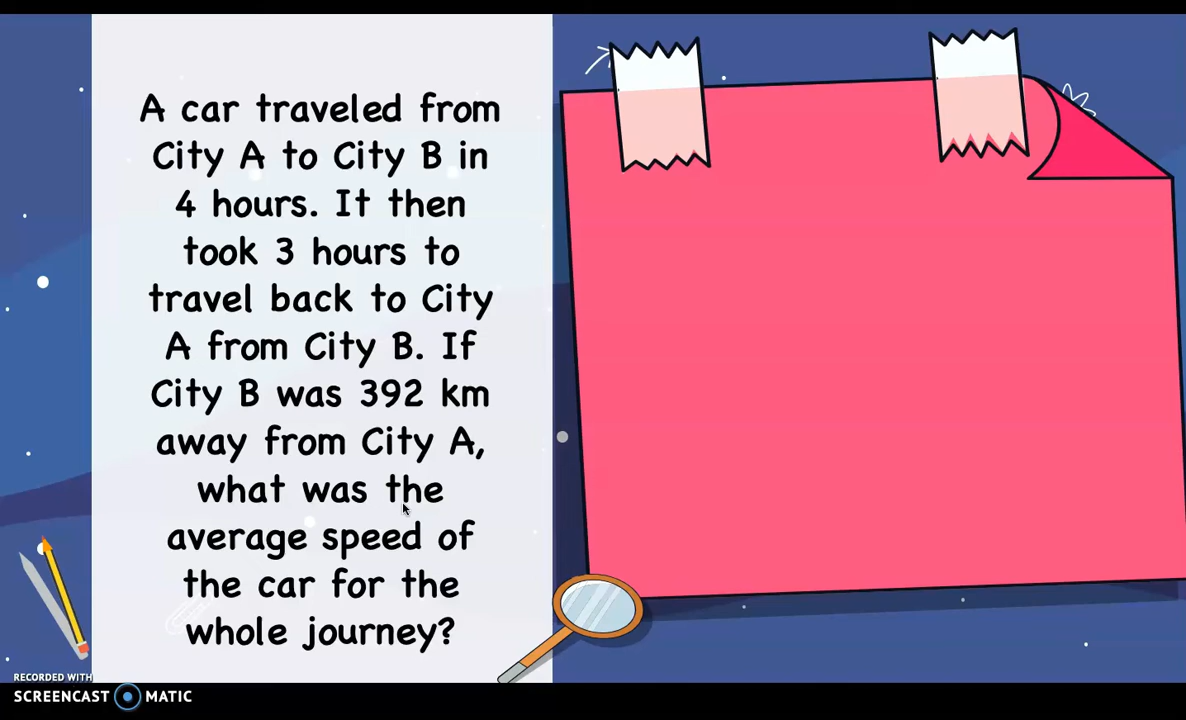 A car traveled from
City A to City B in
4 hours. It then
took 3 hours to
travel back to City
A from City B. If
City B was 392 km
away from City A,
what was the
average speed of
the car for the
whole journey?
RECORDED WITH
SCREENCAST MATIC